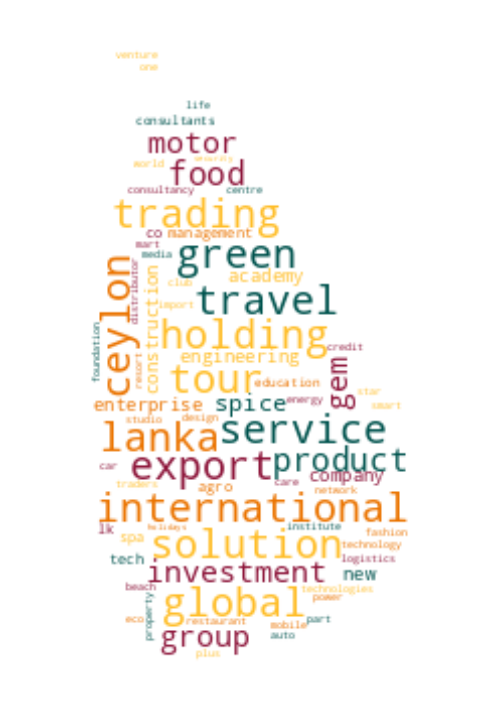 venture
one
life
consultants
motor
security
world
food
consultancy
centre
trading
co
management
mart
green
media
academy
club
ceylon
distributor
construction
travel
import
holding
foundation
credit
engineering
resort
tour
gem
education
star
energy
enterprise
spice
smart
studio
design
service
lanka
product
export
car
company
care
traders
agro
network
international
lk
holidays
institute
fashion
spa
solution
technology
tech
logistics
investment
new
beach
technologies
power
property
global
eco
restaurant
part
mobile
group
auto
plus